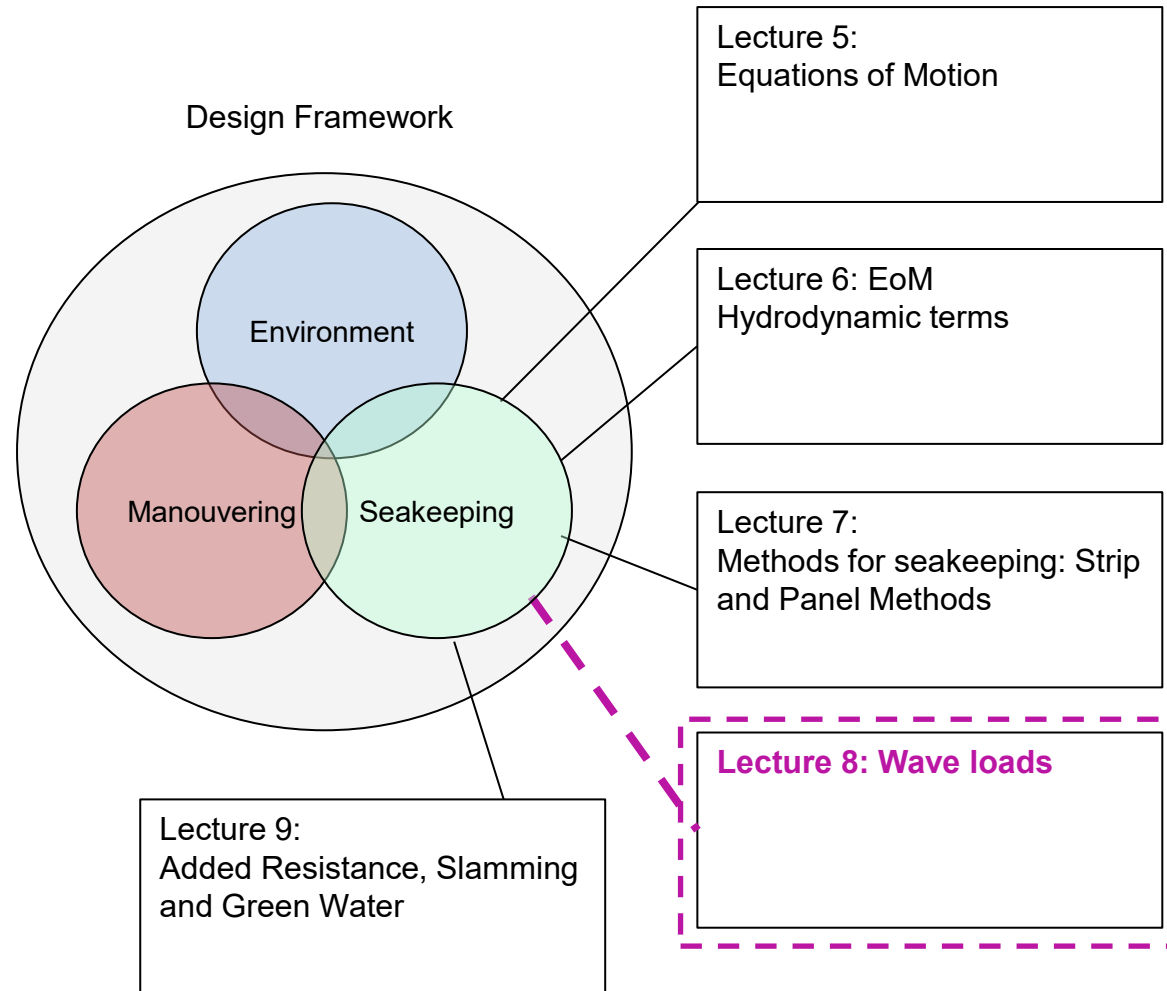 Design Framework
Environment
Manouvering
Seakeeping
Lecture 5:
Equations of Motion
Lecture 6: EoM
Hydrodynamic terms
Lecture 7:
Methods for seakeeping: Strip
and Panel Methods
Lecture 8: Wave loads
Lecture 9:
Added Resistance, Slamming
and Green Water